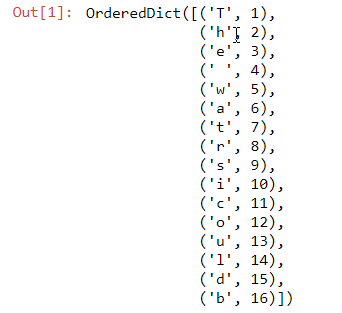 Out[1]: OrderedDict([('T', 1),
('h', 2),
('e', 3),
(' ', 4),
('w', 5),
('a', 6),
('t', 7),
('r', 8),
('s', 9),
('i', 10),
('c', 11),
('o', 12),
('u', 13),
('l', 14),
('d', 15),
('b', 16)])